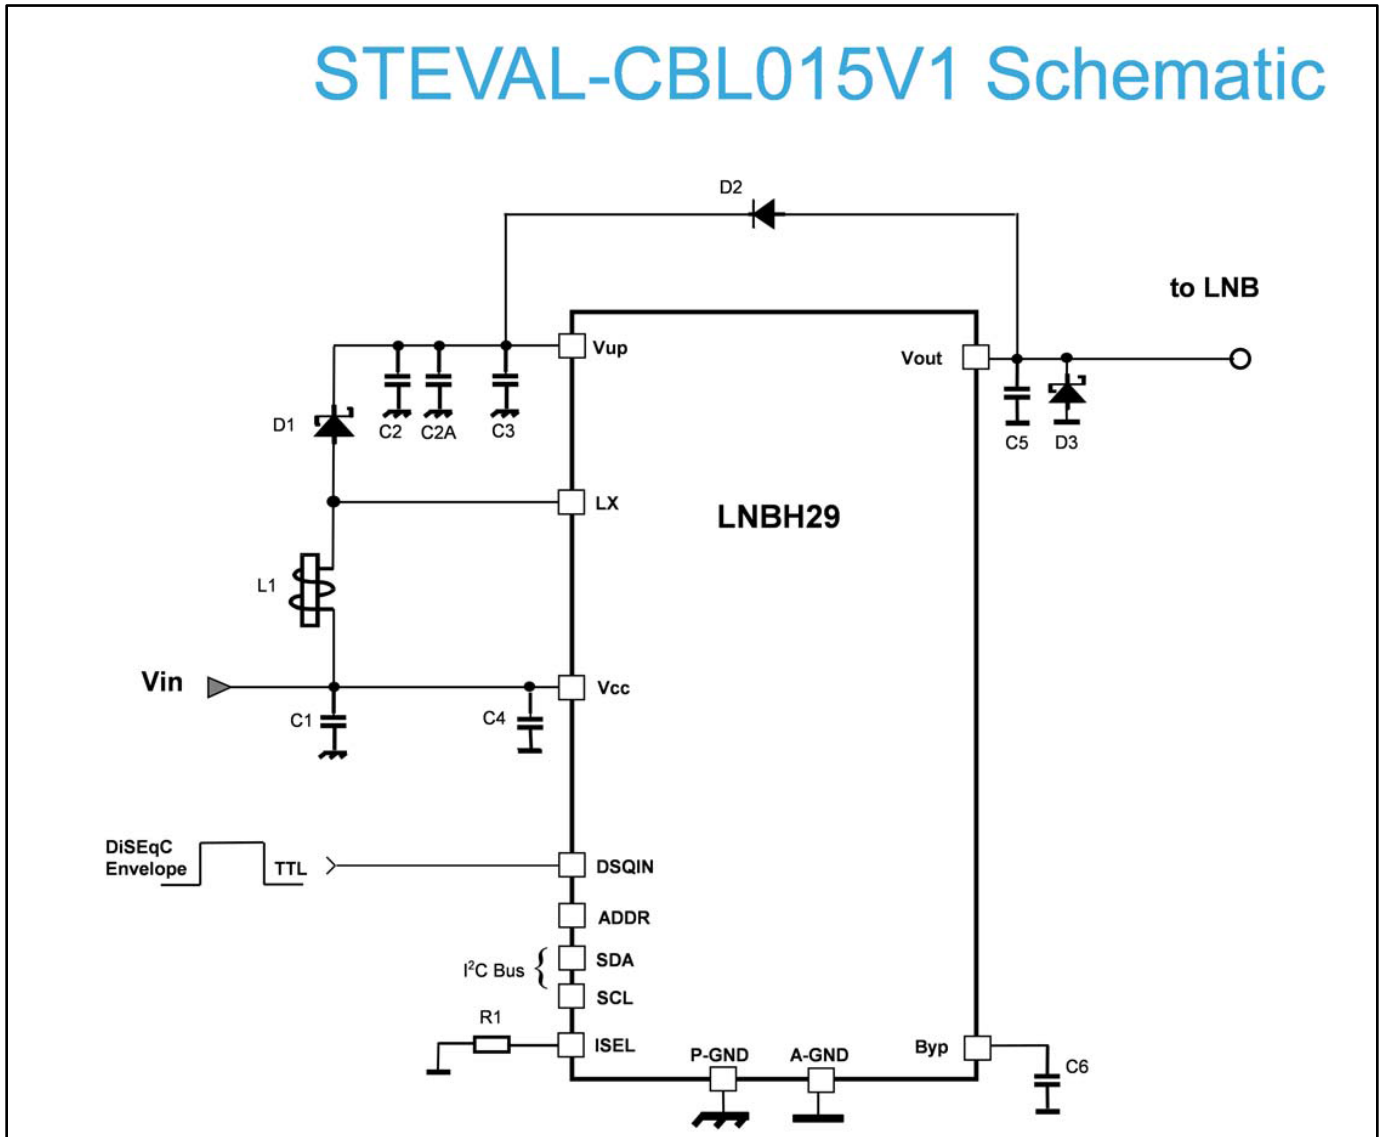 STEVAL-CBL015V1 Schematic
D2
to LNB
Vup
Vout
D1
C2
C2A
C3
C5
D3
LX
LNBH29
L1
Vin
Vcc
C1
C4
DiSEqC
Envelope
TTL
DSQIN
ADDR
I²C Bus {
SDA
SCL
R1
ISEL
P-GND
A-GND
Byp
C6